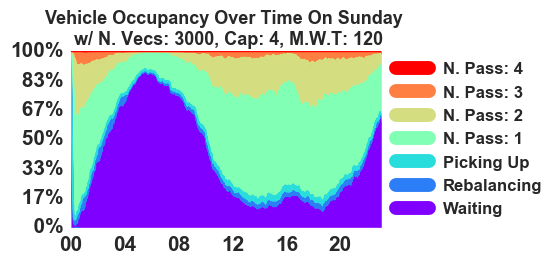 Vehicle Occupancy Over Time On Sunday
w/ N. Vecs: 3000, Cap: 4, M.W.T: 120
100%
83%
67%
50%
33%
17%
0%
00 04 08 12 16 20
N. Pass: 4
N. Pass: 3
N. Pass: 2
N. Pass: 1
Picking Up
Rebalancing
Waiting